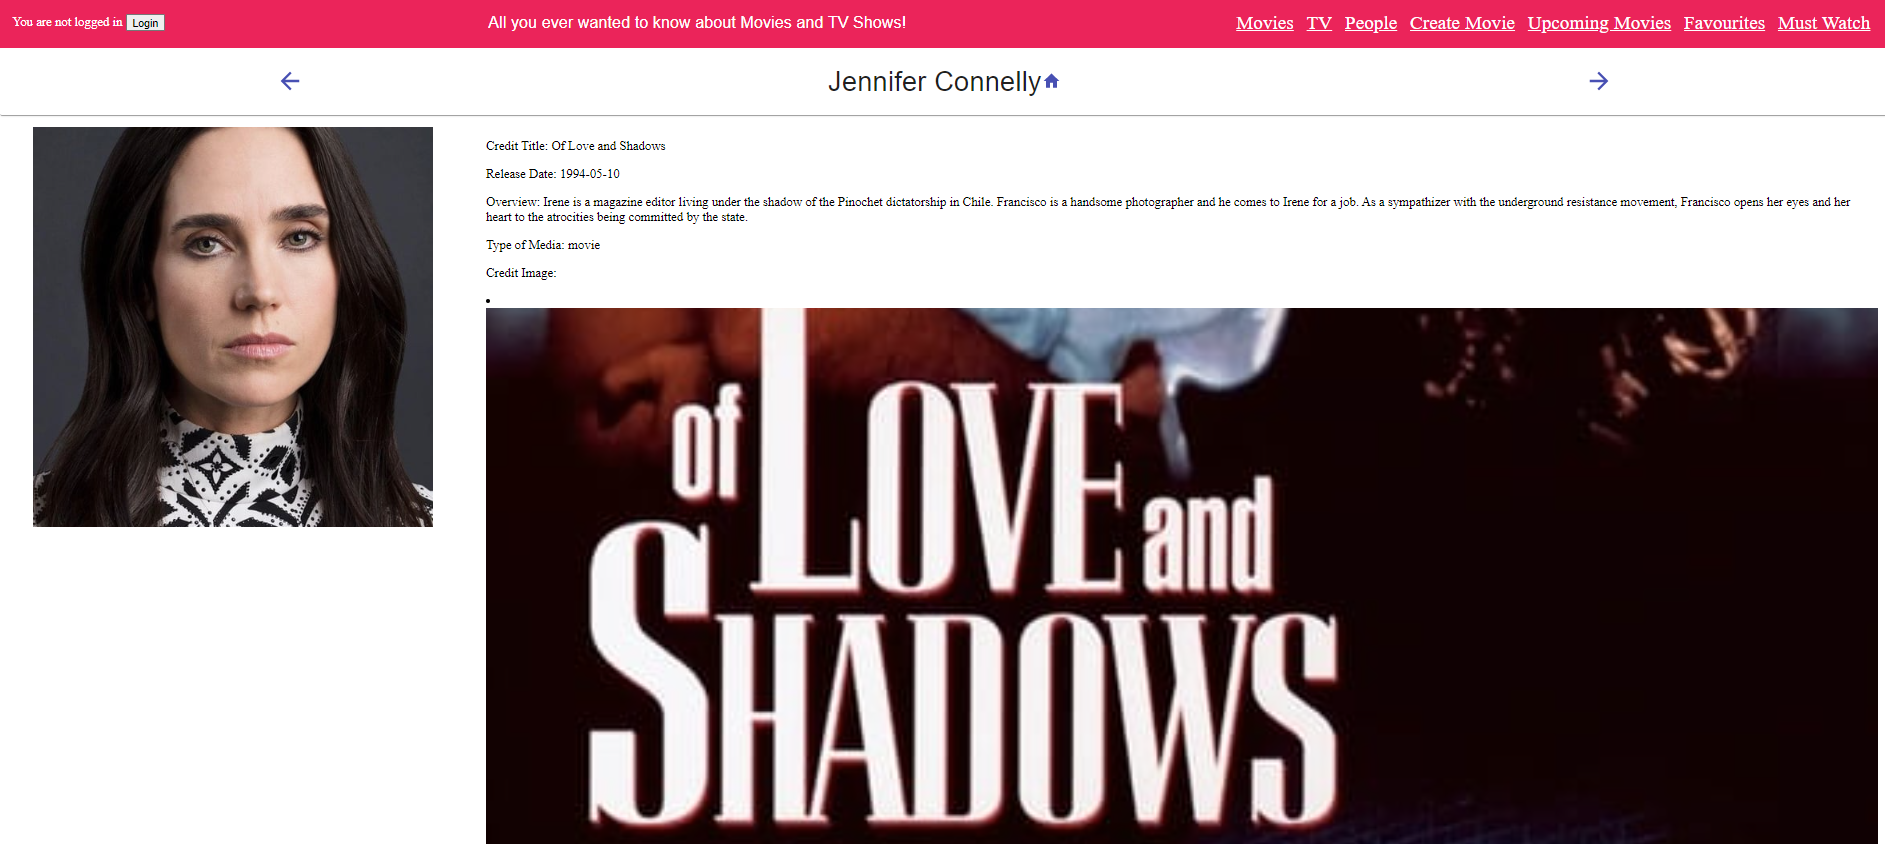 You are not logged in Login
All you ever wanted to know about Movies and TV Shows!
Movies TV People Create Movie Upcoming Movies Favourites Must Watch
Jennifer Connelly
Credit Title: Of Love and Shadows
Release Date: 1994-05-10
Overview: Irene is a magazine editor living under the shadow of the Pinochet dictatorship in Chile. Francisco is a handsome photographer and he comes to Irene for a job. As a sympathizer with the underground resistance movement, Francisco opens her eyes and her
heart to the atrocities being committed by the state.
Type of Media: movie
Credit Image:
of LOVE and
SHADOWS